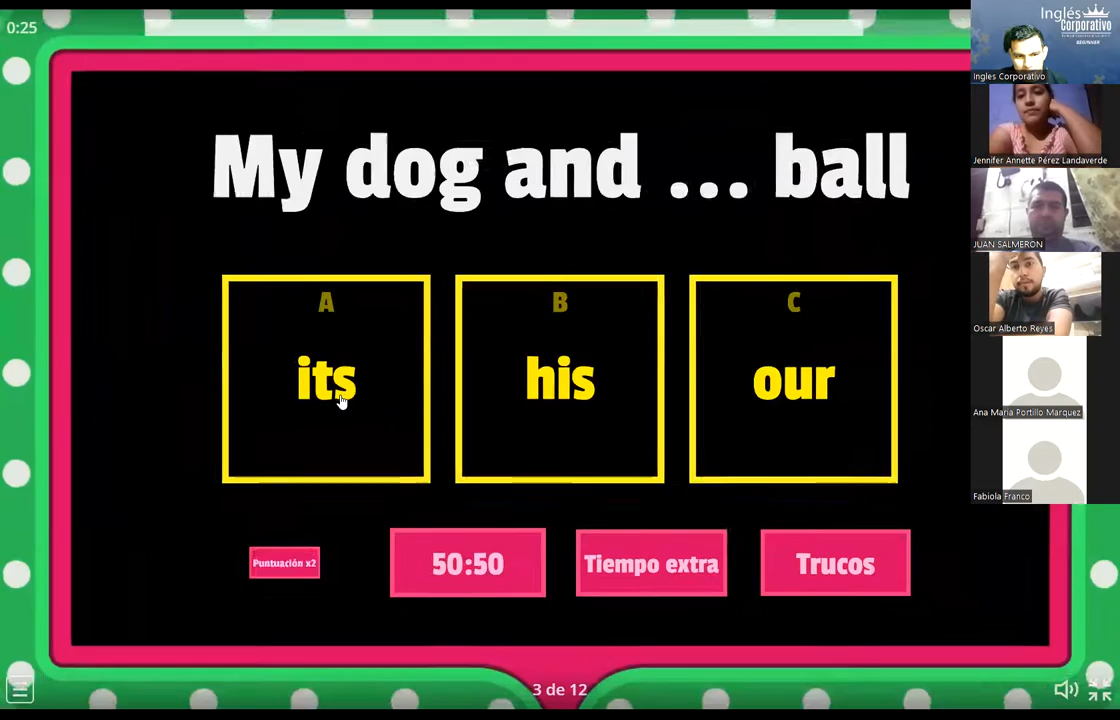 0:25
My dog and ... ball
A
B
C
its
his
our
Puntuación x2
50:50
Tiempo extra
Trucos
3 de 12
Inglés
Corporativo
BEGINNER
Ingles Corporativo
Jennifer Annette Pérez Landaverde
JUAN SALMERON
Oscar Alberto Reyes
Ana Maria Portillo Marquez
Fabiola Franco